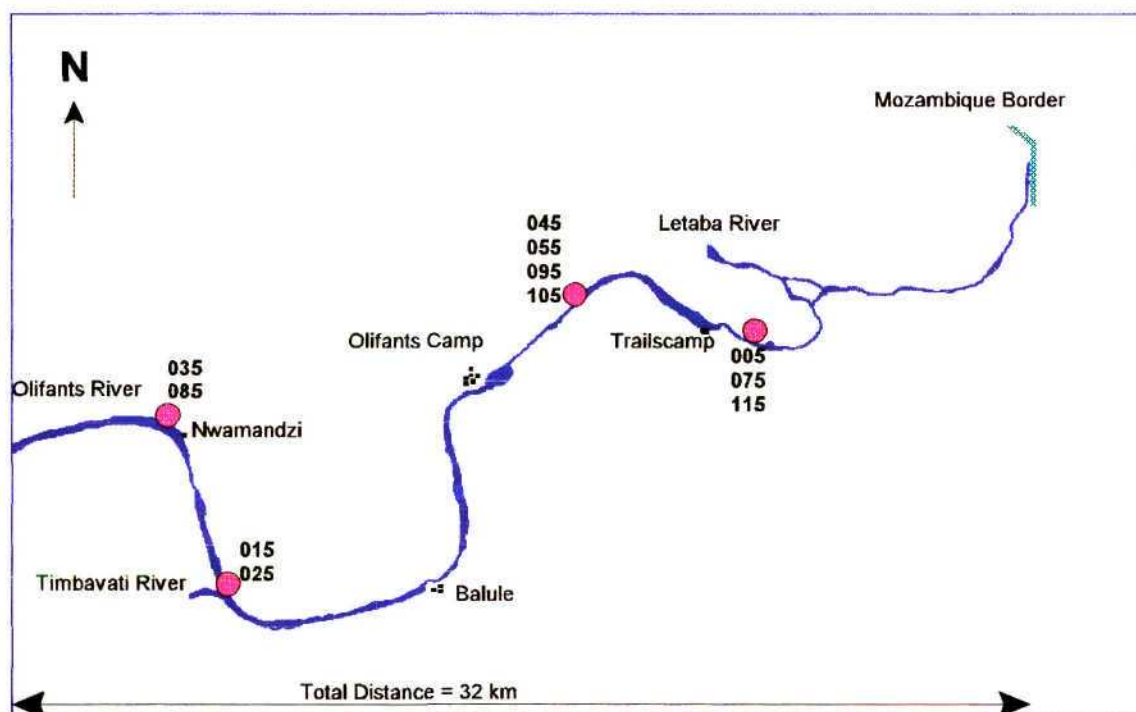 N
Mozambique Border
Letaba River
045
055
095
105
Olifants Camp
Trailscamp
005
075
115
035
085
Olifants River
Nwamandzi
015
025
Timbavati River
Balule
Total Distance = 32 km